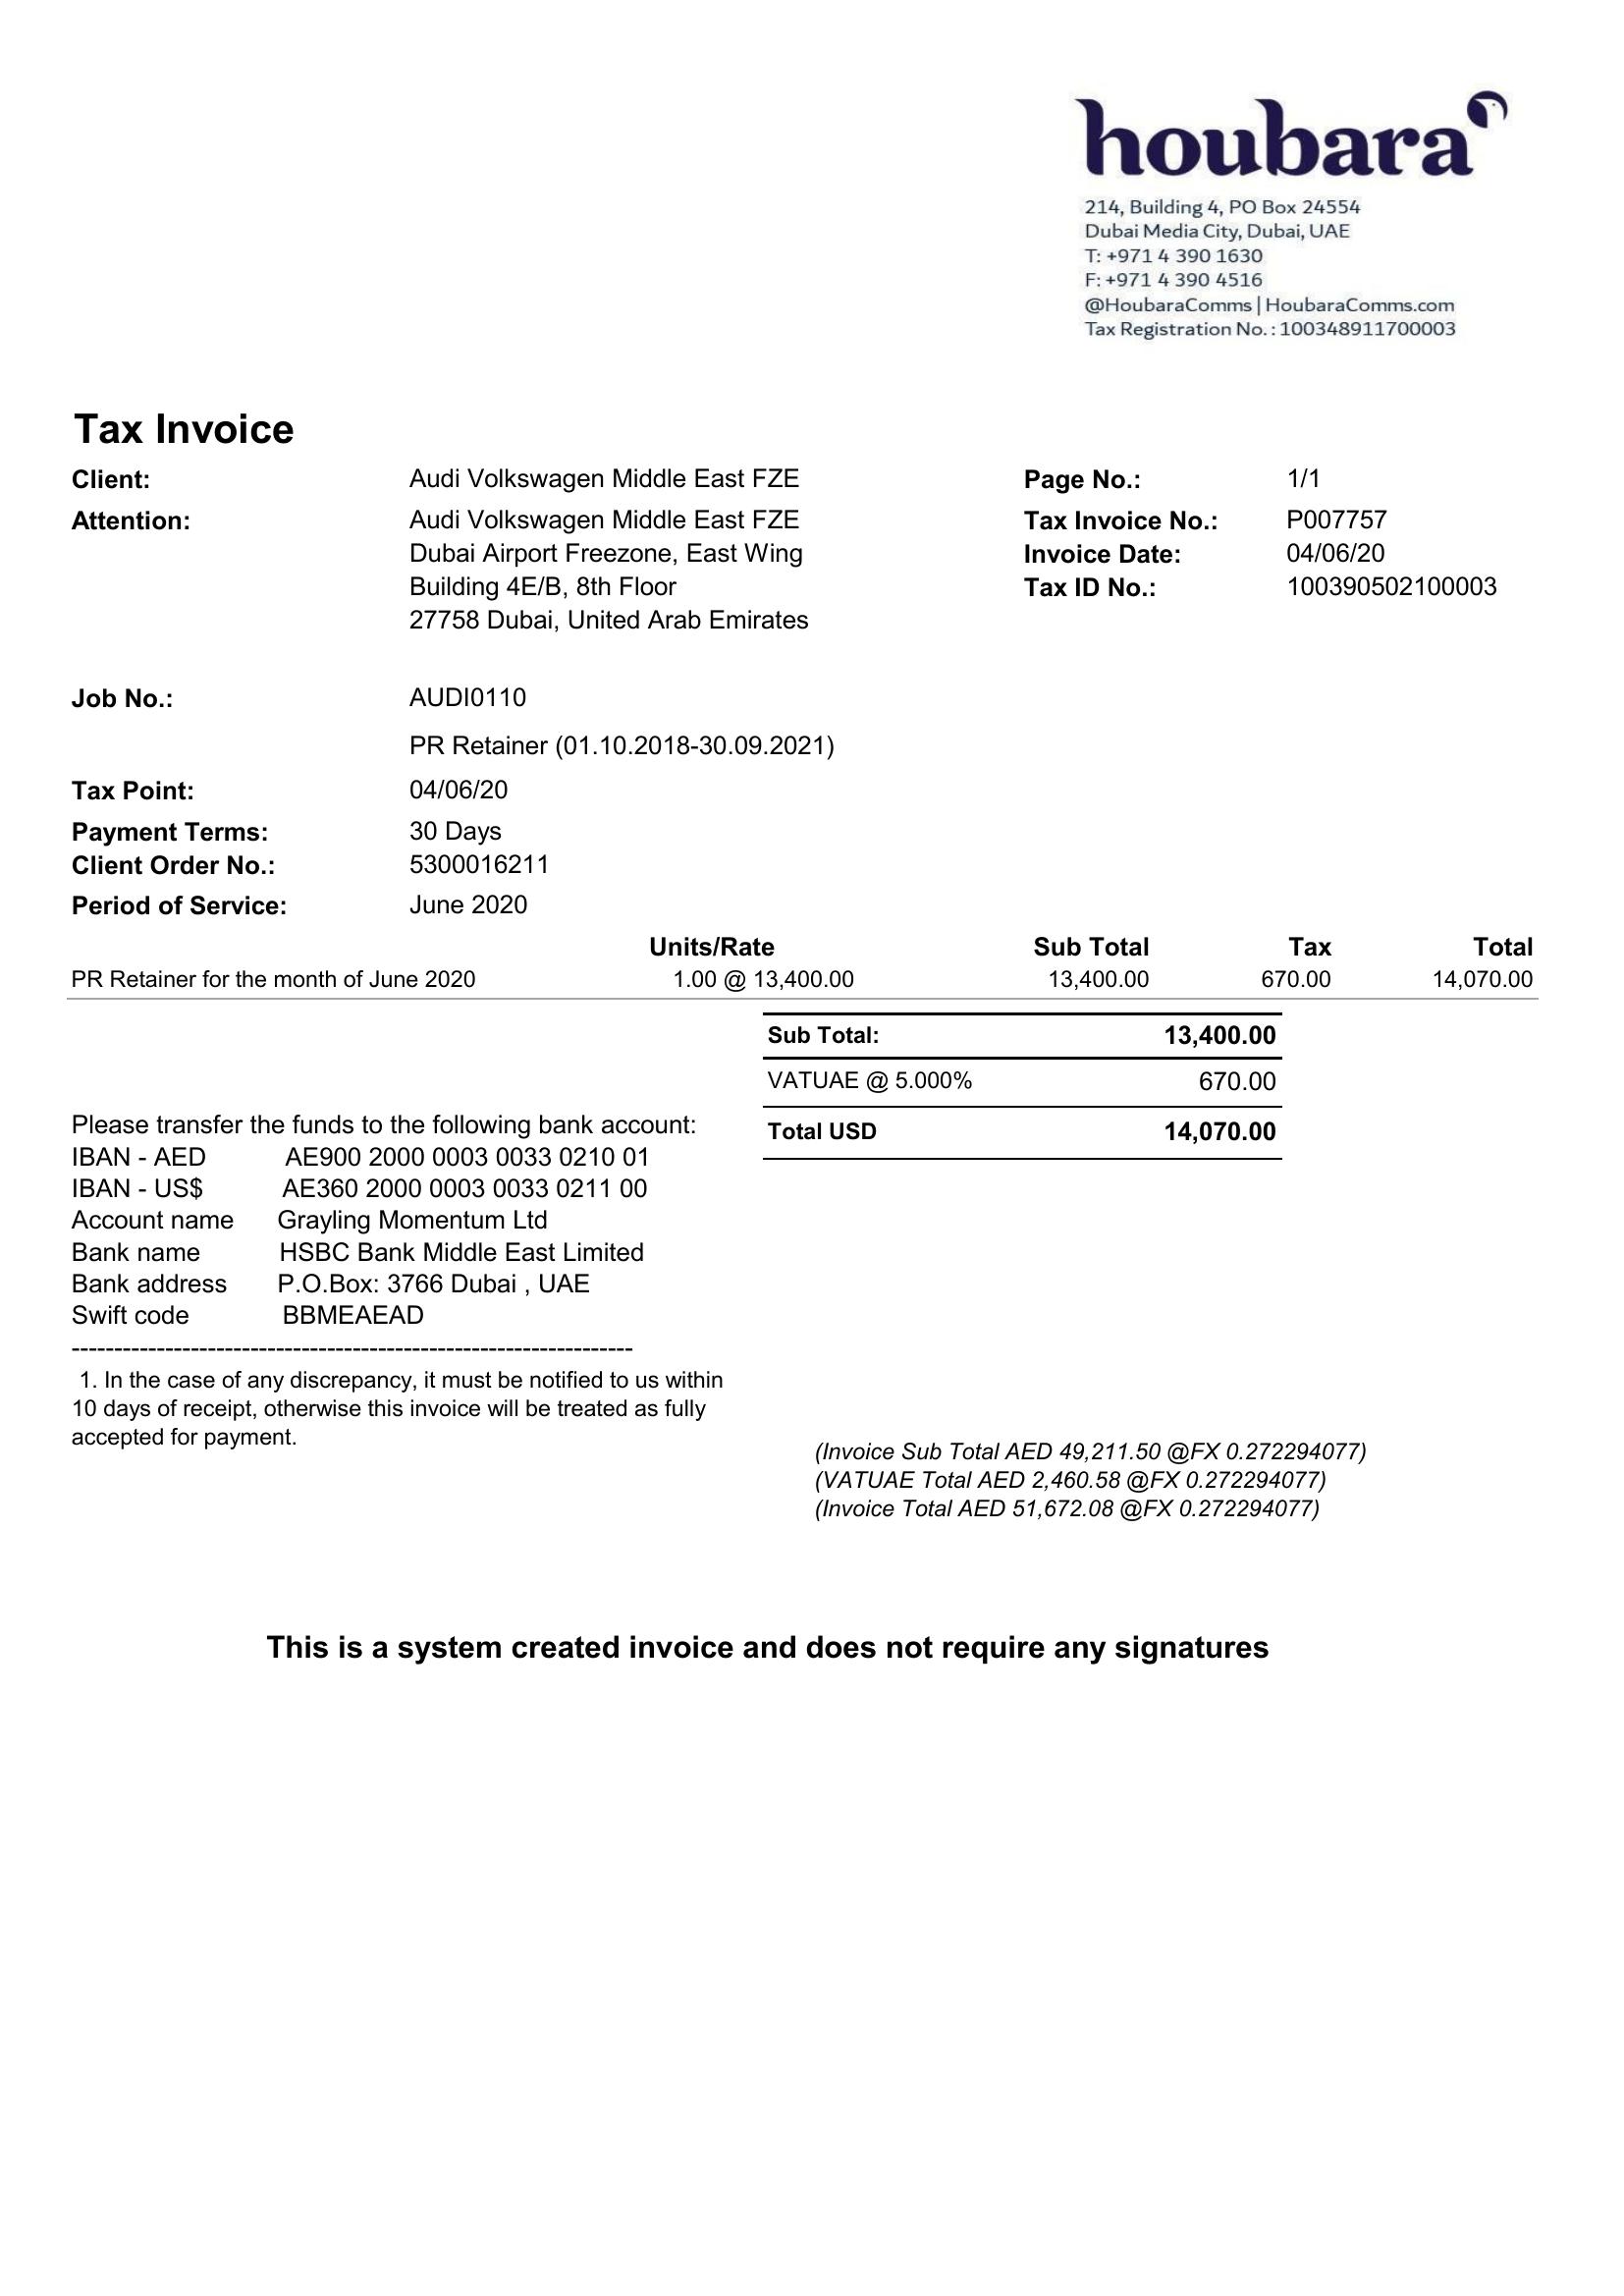 houbara
214, Building 4, PO Box 24554
Dubai Media City, Dubai, UAE
T: +971 4 390 1630
F: +971 4 390 4516
@HoubaraComms | HoubaraComms.com
Tax Registration No. : 100348911700003
Tax Invoice
Client: Audi Volkswagen Middle East FZE Page No.: 1/1
Attention: Audi Volkswagen Middle East FZE Tax Invoice No.: P007757
Dubai Airport Freezone, East Wing Invoice Date: 04/06/20
Building 4E/B, 8th Floor Tax ID No.: 100390502100003
27758 Dubai, United Arab Emirates
Job No.: AUDI0110
PR Retainer (01.10.2018-30.09.2021)
Tax Point: 04/06/20
Payment Terms: 30 Days
Client Order No.: 5300016211
Period of Service: June 2020
Units/Rate Sub Total Tax Total
PR Retainer for the month of June 2020 1.00 @ 13,400.00 13,400.00 670.00 14,070.00
Sub Total: 13,400.00
VATUAE @ 5.000% 670.00
Total USD 14,070.00
Please transfer the funds to the following bank account:
IBAN - AED AE900 2000 0003 0033 0210 01
IBAN - US$ AE360 2000 0003 0033 0211 00
Account name Grayling Momentum Ltd
Bank name HSBC Bank Middle East Limited
Bank address P.O.Box: 3766 Dubai , UAE
Swift code BBMEAEAD
------------------------------------------------------------------
1. In the case of any discrepancy, it must be notified to us within
10 days of receipt, otherwise this invoice will be treated as fully
accepted for payment.
(Invoice Sub Total AED 49,211.50 @FX 0.272294077)
(VATUAE Total AED 2,460.58 @FX 0.272294077)
(Invoice Total AED 51,672.08 @FX 0.272294077)
This is a system created invoice and does not require any signatures